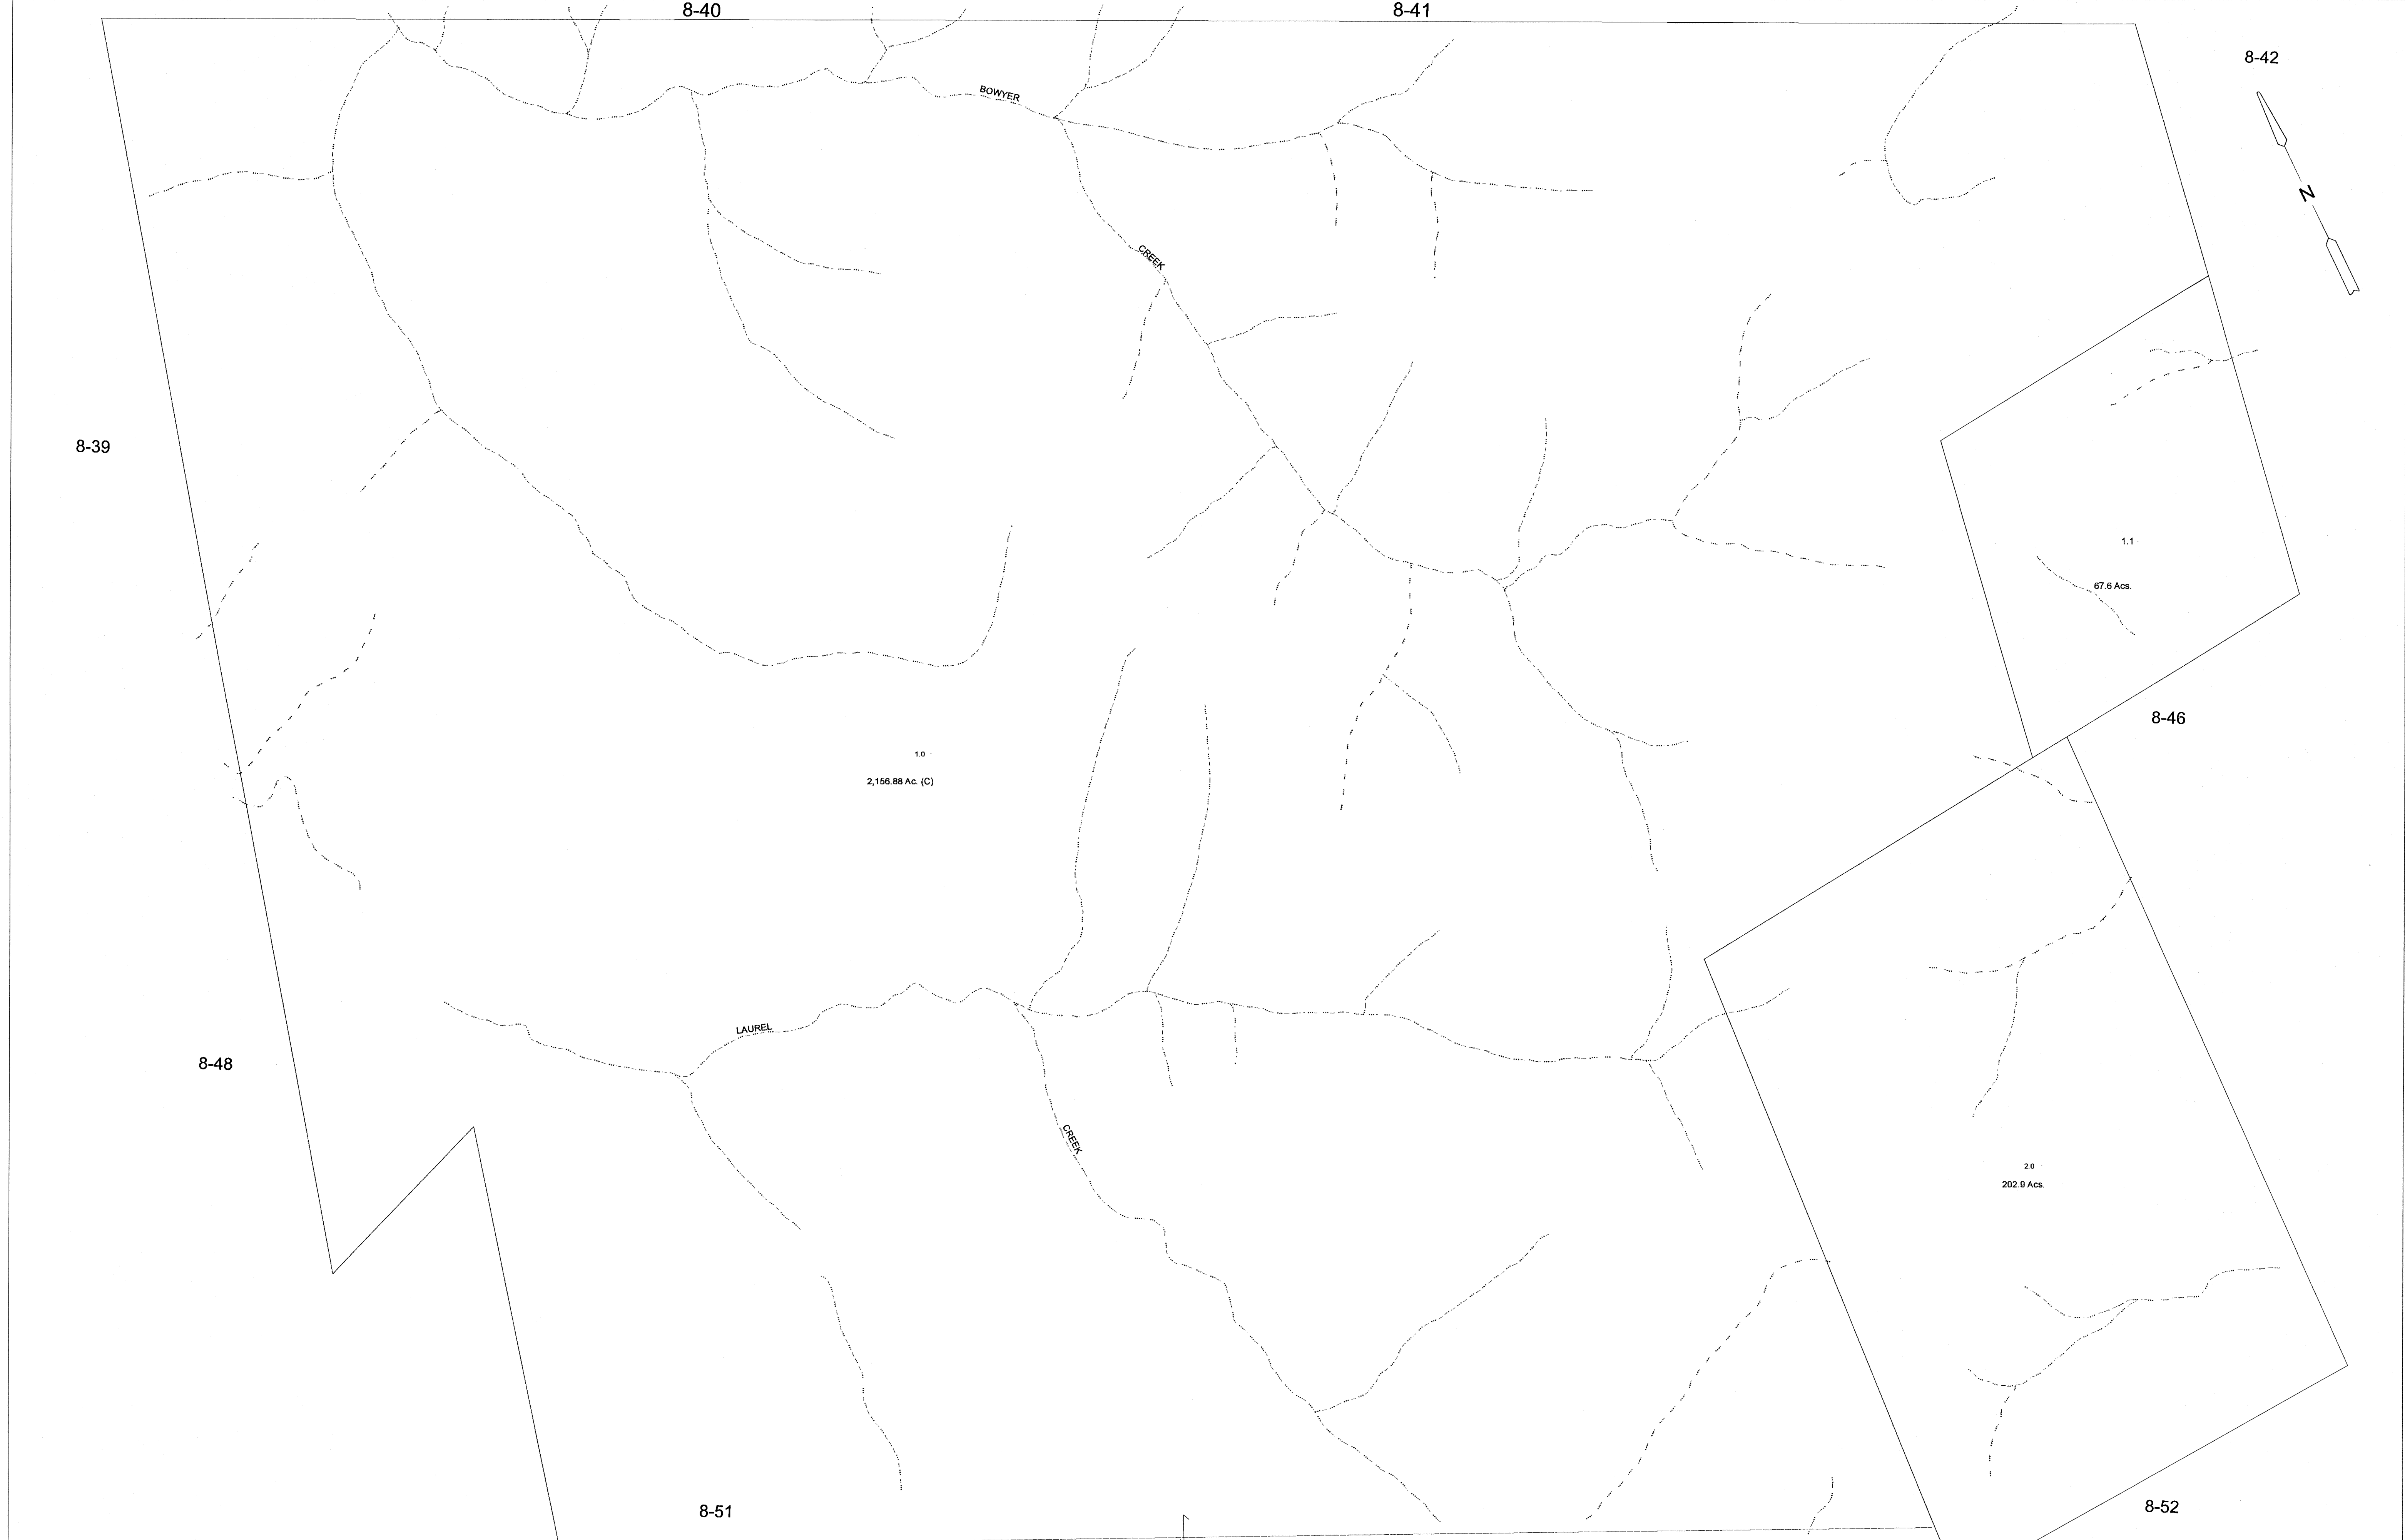 8-40
8-41
8-42
BOWYER
N
CREEK
8-39
1.1
67.6 Acs.
8-46
1.0
2,156.88 Ac. (C)
LAUREL
8-48
CREEK
2.0
202.9 Acs.
8-51
8-52